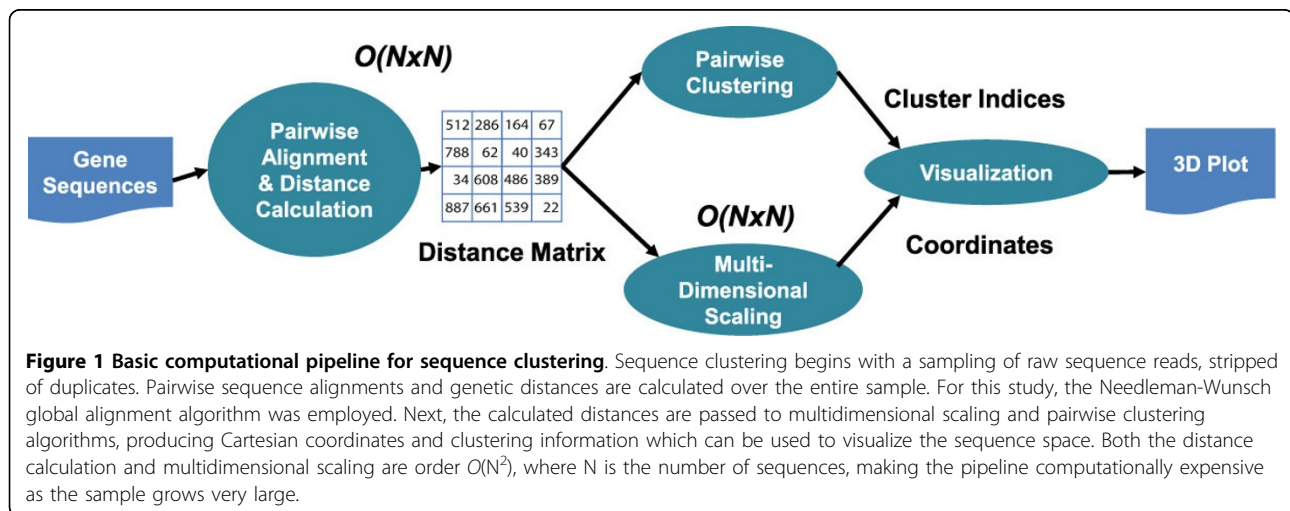 O(NxN)
Gene
Sequences
Pairwise
Alignment
& Distance
Calculation
512 286 164 67
788 62 40 343
34 608 486 389
887 661 539 22
Distance Matrix
Pairwise
Clustering
O(NxN)
Multi-
Dimensional
Scaling
Cluster Indices
Coordinates
Visualization
3D Plot
Figure 1 Basic computational pipeline for sequence clustering. Sequence clustering begins with a sampling of raw sequence reads, stripped
of duplicates. Pairwise sequence alignments and genetic distances are calculated over the entire sample. For this study, the Needleman-Wunsch
global alignment algorithm was employed. Next, the calculated distances are passed to multidimensional scaling and pairwise clustering
algorithms, producing Cartesian coordinates and clustering information which can be used to visualize the sequence space. Both the distance
calculation and multidimensional scaling are order O(N²), where N is the number of sequences, making the pipeline computationally expensive
as the sample grows very large.